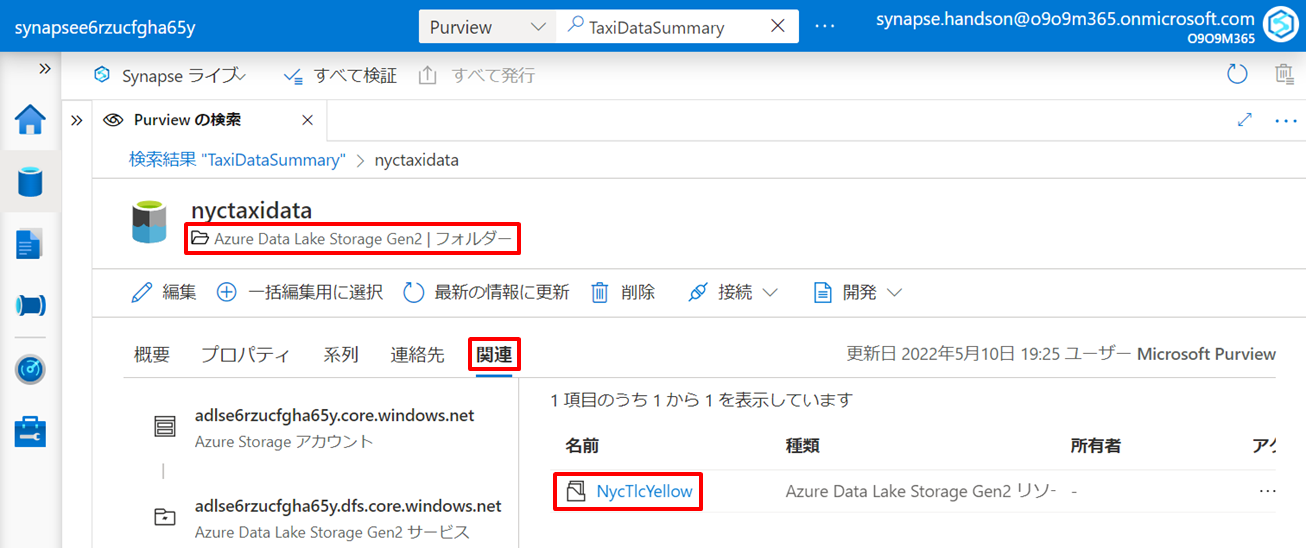 synapsee6rzucfgha65y
Purview
TaxiDataSummary
synapse.handson@o9o9m365.onmicrosoft.com
O9O9M365
Synapse ライブ
すべて検証
すべて発行
Purview の検索
検索結果 "TaxiDataSummary" > nyctaxidata
nyctaxidata
Azure Data Lake Storage Gen2 | フォルダー
編集
一括編集用に選択
最新の情報に更新
削除
接続
開発
概要
プロパティ
系列
連絡先
関連
更新日 2022年5月10日 19:25 ユーザー Microsoft Purview
adlse6rzucfgha65y.core.windows.net
Azure Storage アカウント
adlse6rzucfgha65y.dfs.core.windows.net
Azure Data Lake Storage Gen2 サービス
1 項目のうち 1 から 1 を表示しています
名前
種類
所有者
アク
NycTlcYellow
Azure Data Lake Storage Gen2 リソ-
-